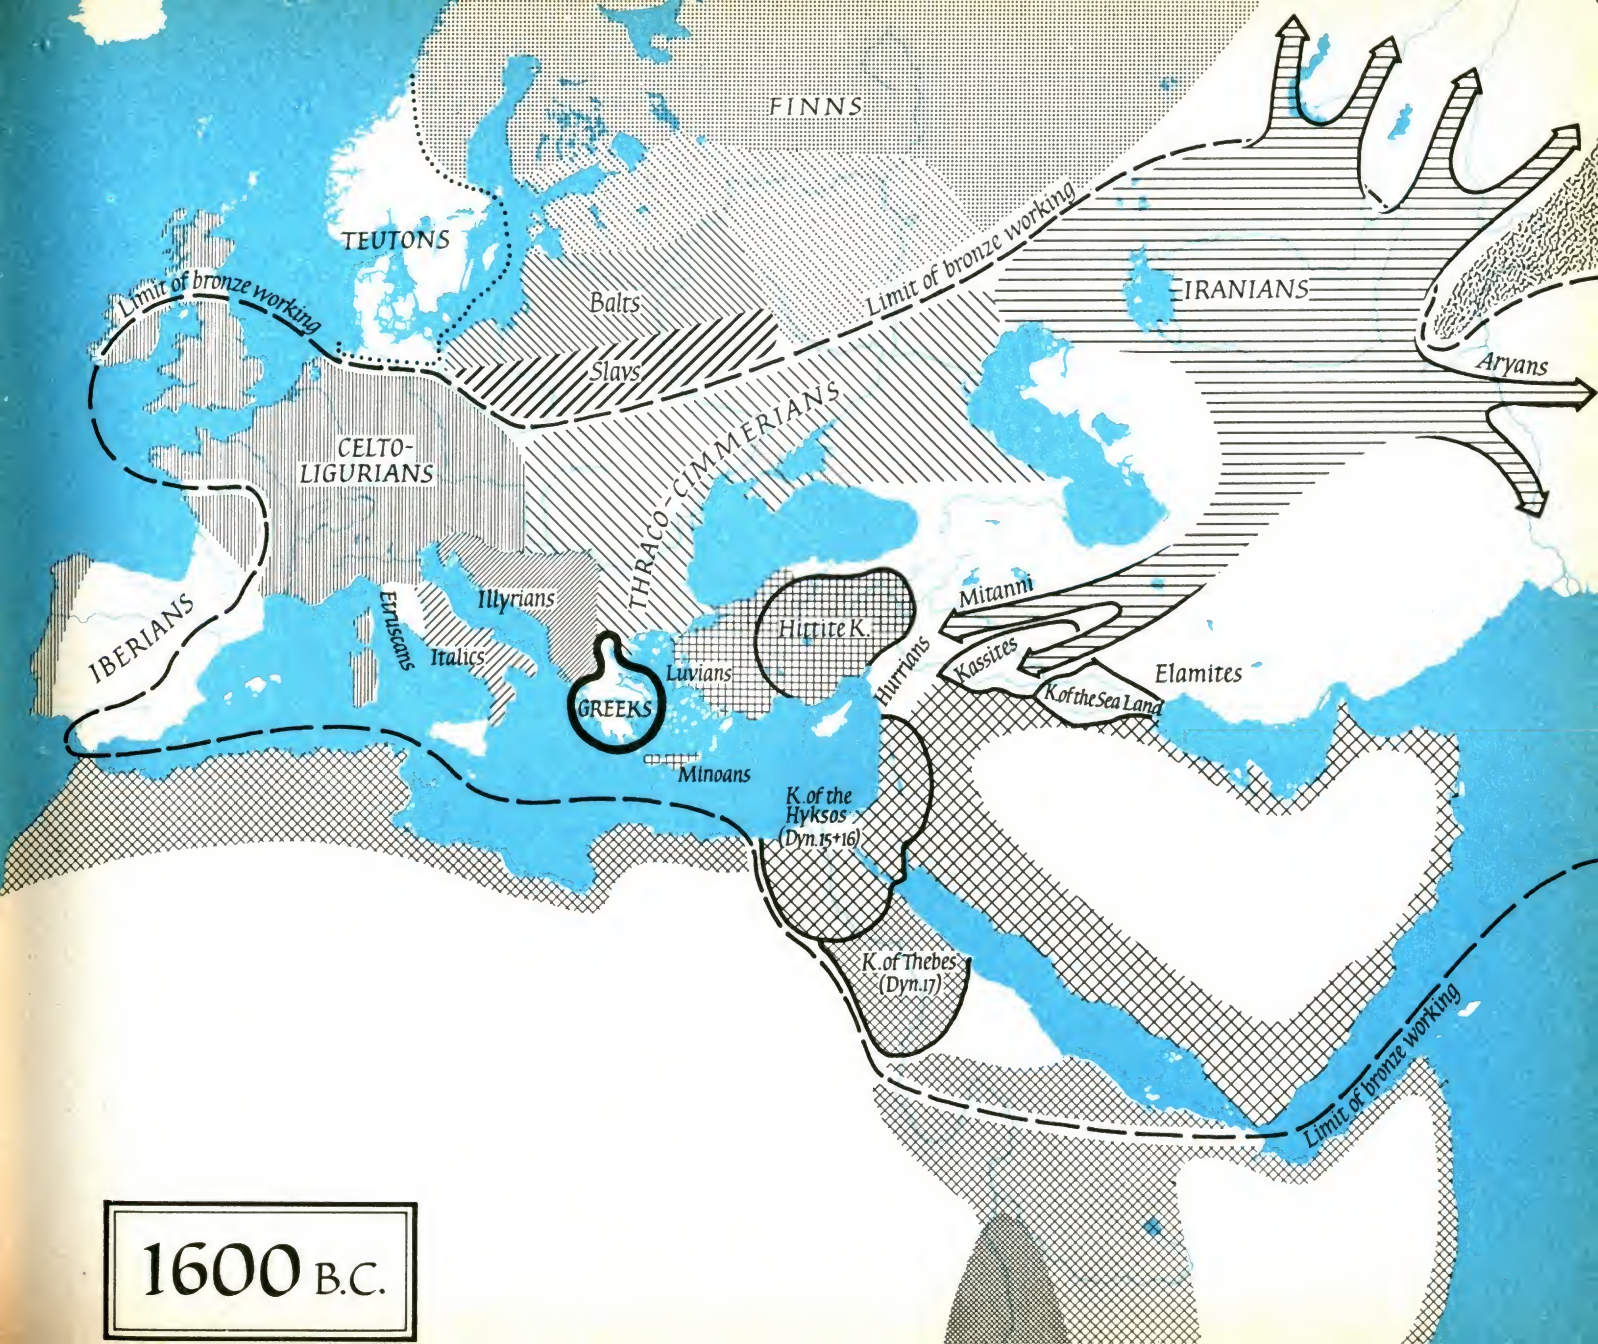 FINNS
TEUTONS
Limit of bronze working
Limit of bronze working
IRANIANS
Balts
Slavs
Aryans
CELTO-
LIGURIANS
THRACO-CIMMERIANS
IBERIANS
Etruscans
Illyrians
Italics
Hittite K.
Mitanni
Luvians
Hurrians
Kassites
Elamites
K.of the Sea Land
GREEKS
Minoans
K.of the
Hyksos
(Dyn.15+16)
K.of Thebes
(Dyn.17)
Limit of bronze working
1600 B.C.